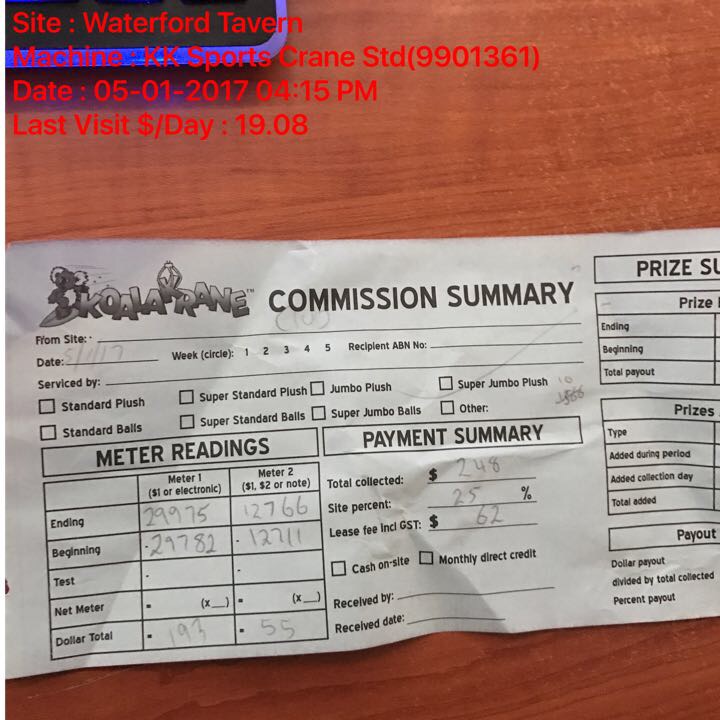 Site : Waterford Tavern
Machine : KK Sports Crane Std(9901361)
Date : 05-01-2017 04:15 PM
Last Visit $/Day : 19.08
KOALA KRANE™ COMMISSION SUMMARY
From Site:
Date: 5/1/17 Week (circle): 1 2 3 4 5 Recipient ABN No:
Serviced by:
Standard Plush Super Standard Plush Jumbo Plush Super Jumbo Plush
Standard Balls Super Standard Balls Super Jumbo Balls Other:
METER READINGS
Meter 1 ($1 or electronic) Meter 2 ($1, $2 or note)
Ending 29975 12766
Beginning - 29782 - 12711
Test - -
Net Meter = (x__) = (x__)
Dollar Total = 193 = 55
PAYMENT SUMMARY
Total collected: $ 248
Site percent: 25 %
Lease fee incl GST: $ 62
Cash on-site Monthly direct credit
Received by:
Received date:
PRIZE SU
Prize
Ending
Beginning
Total payout
Prizes
Type
Added during period
Added collection day
Total added
Payout
Dollar payout
divided by total collected
Percent payout